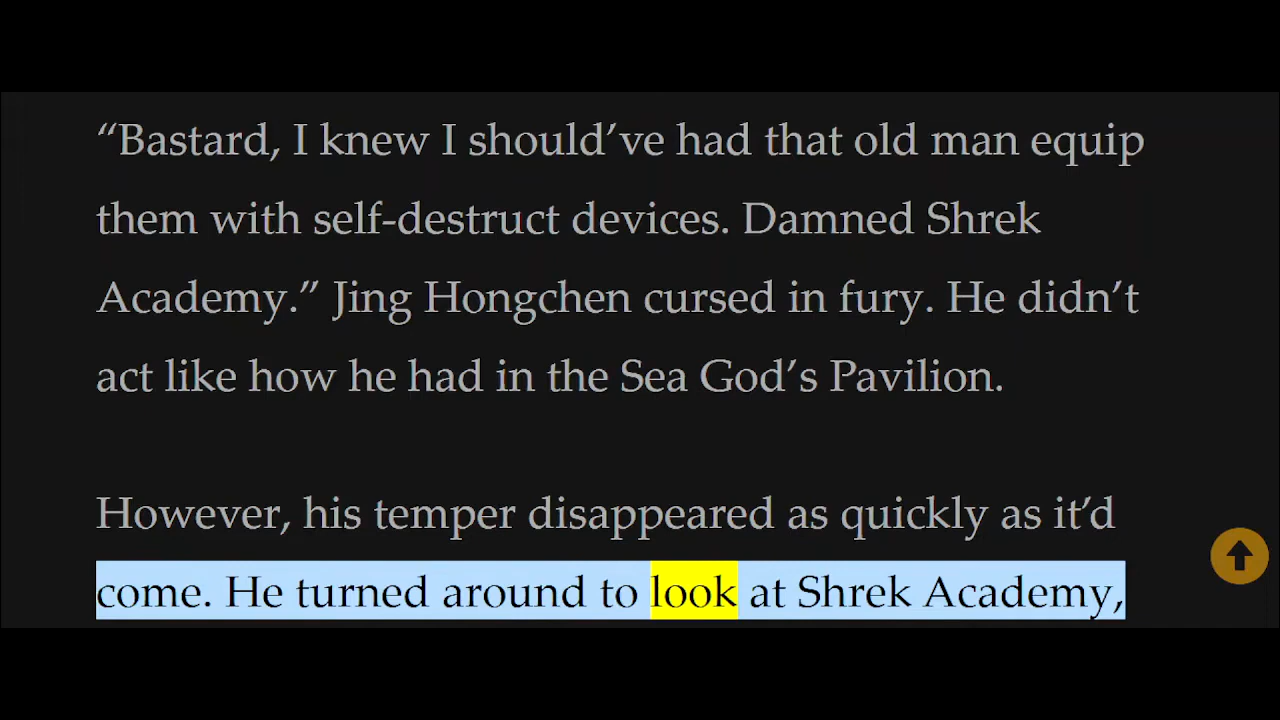 “Bastard, I knew I should’ve had that old man equip
them with self-destruct devices. Damned Shrek
Academy.” Jing Hongchen cursed in fury. He didn’t
act like how he had in the Sea God’s Pavilion.
However, his temper disappeared as quickly as it’d
come. He turned around to look at Shrek Academy,